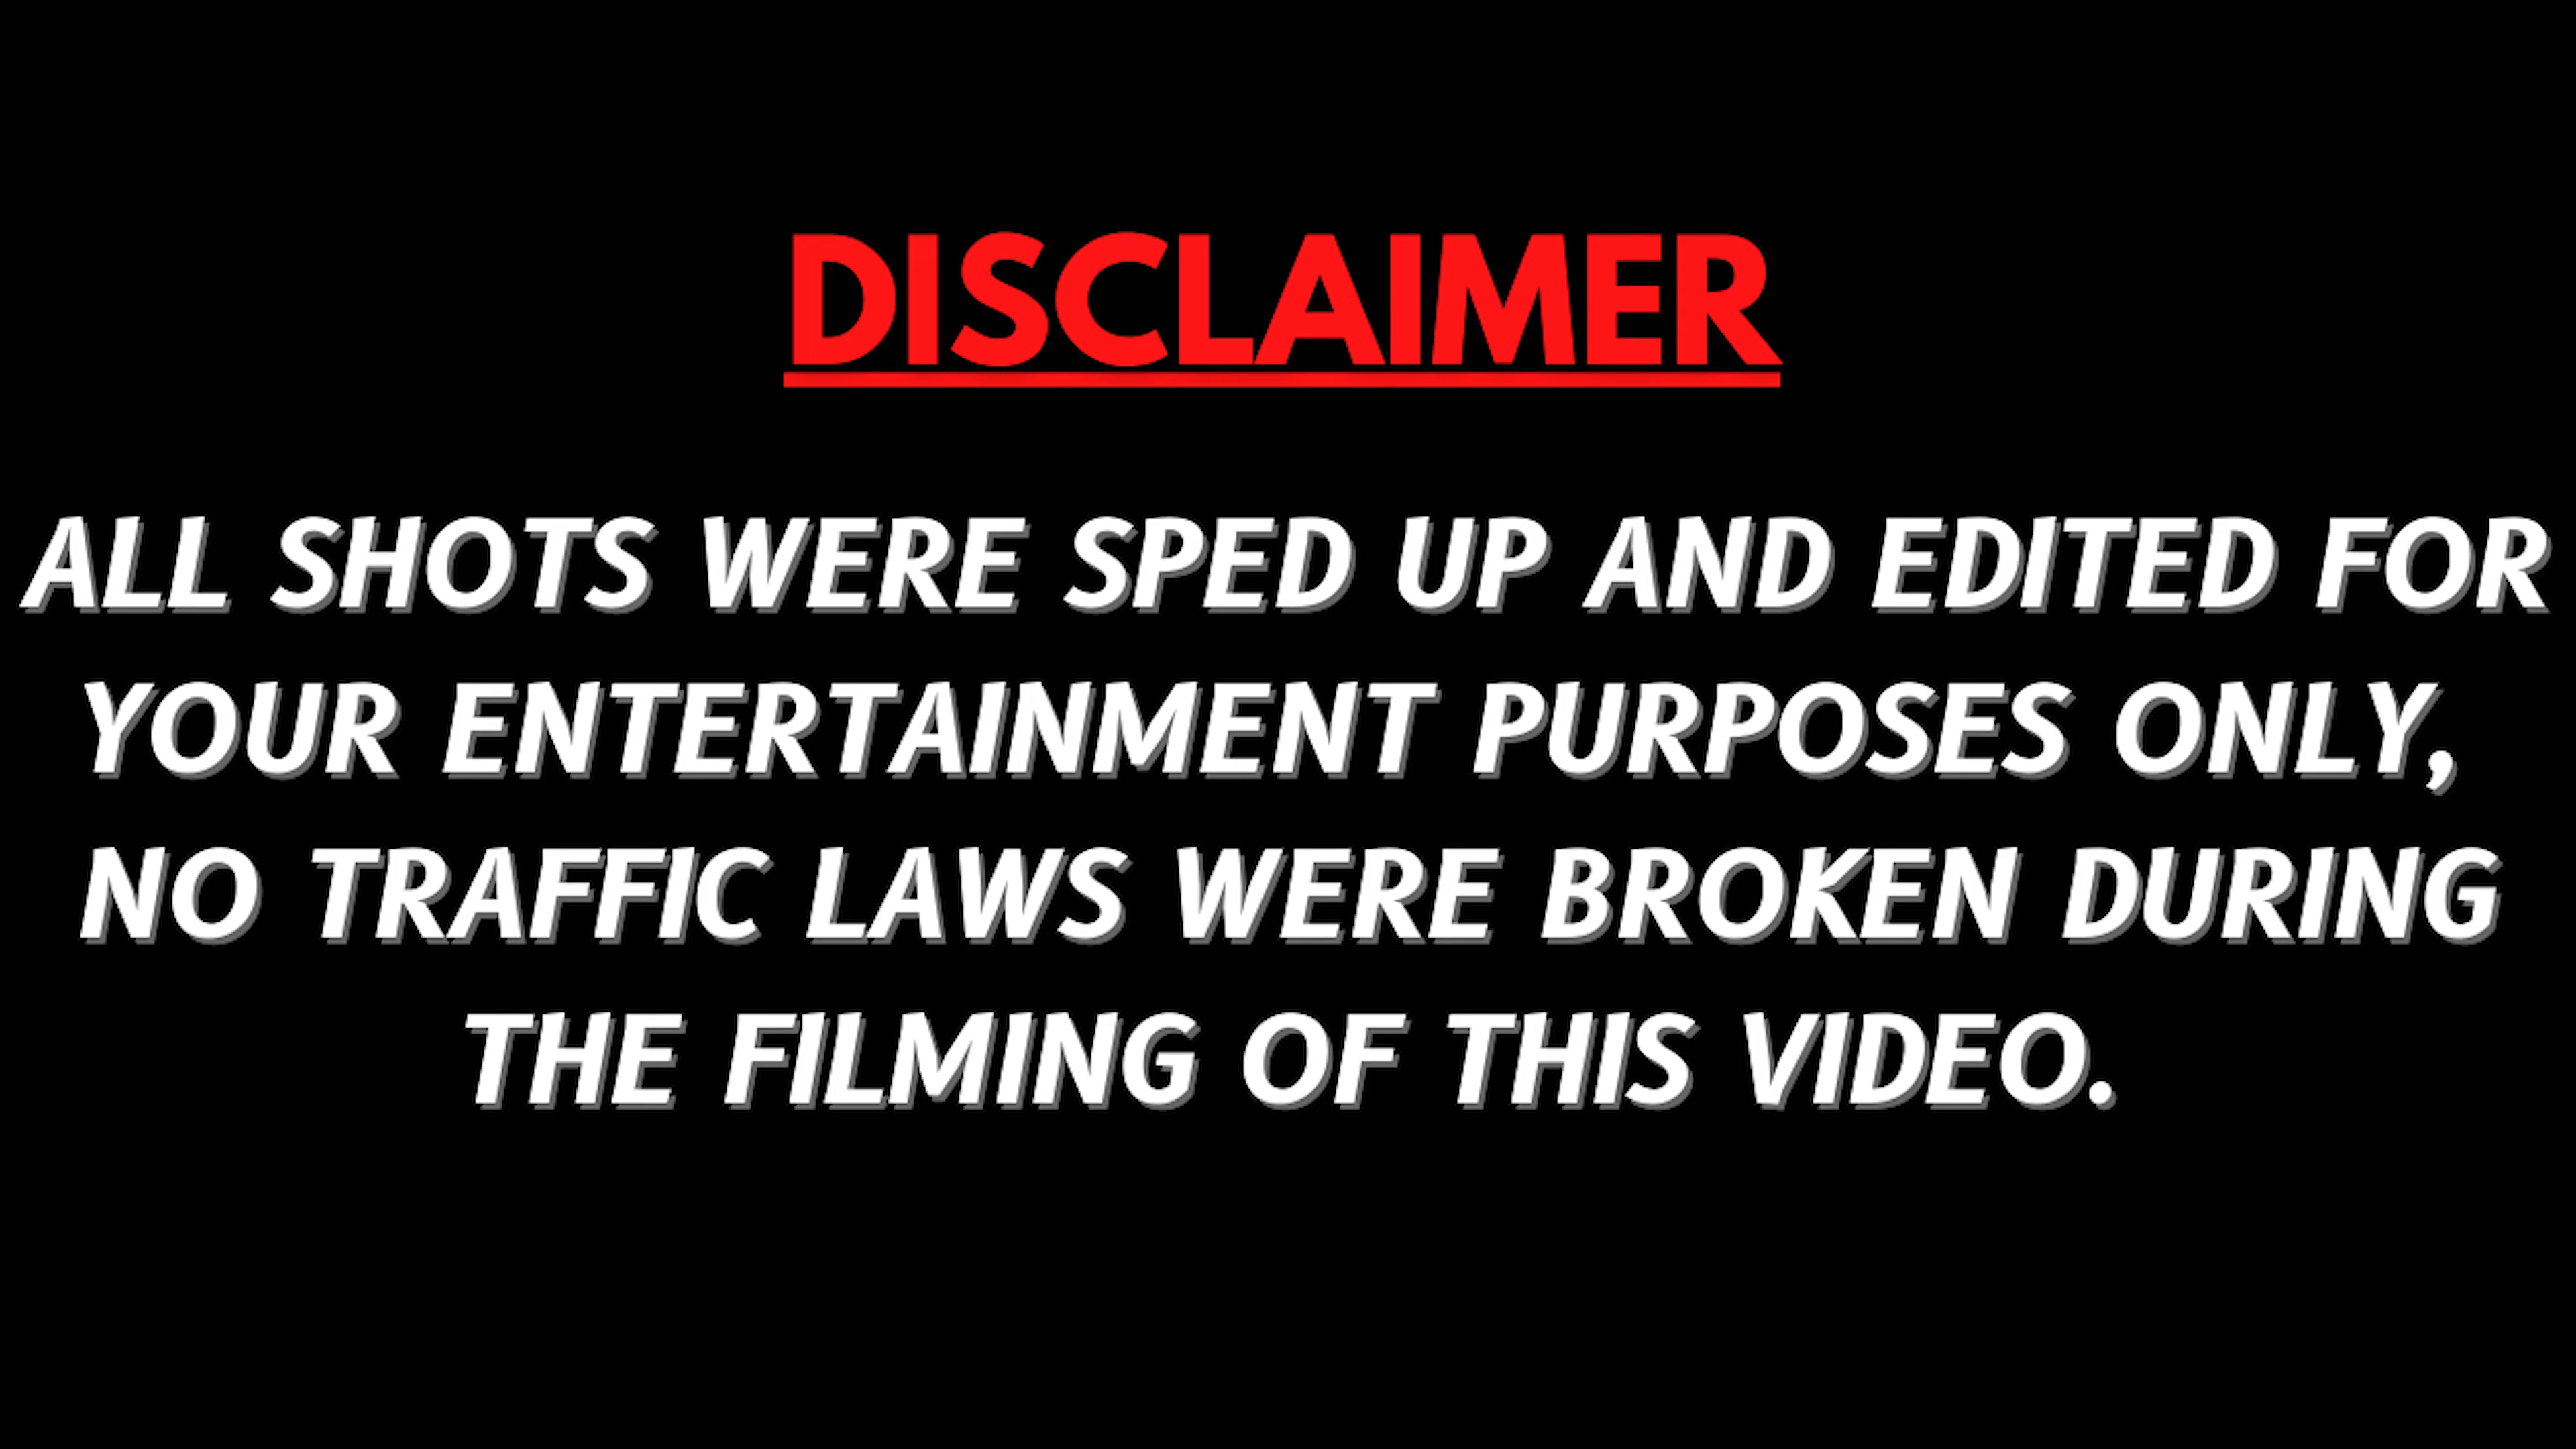 DISCLAIMER
ALL SHOTS WERE SPED UP AND EDITED FOR
YOUR ENTERTAINMENT PURPOSES ONLY,
NO TRAFFIC LAWS WERE BROKEN DURING
THE FILMING OF THIS VIDEO.